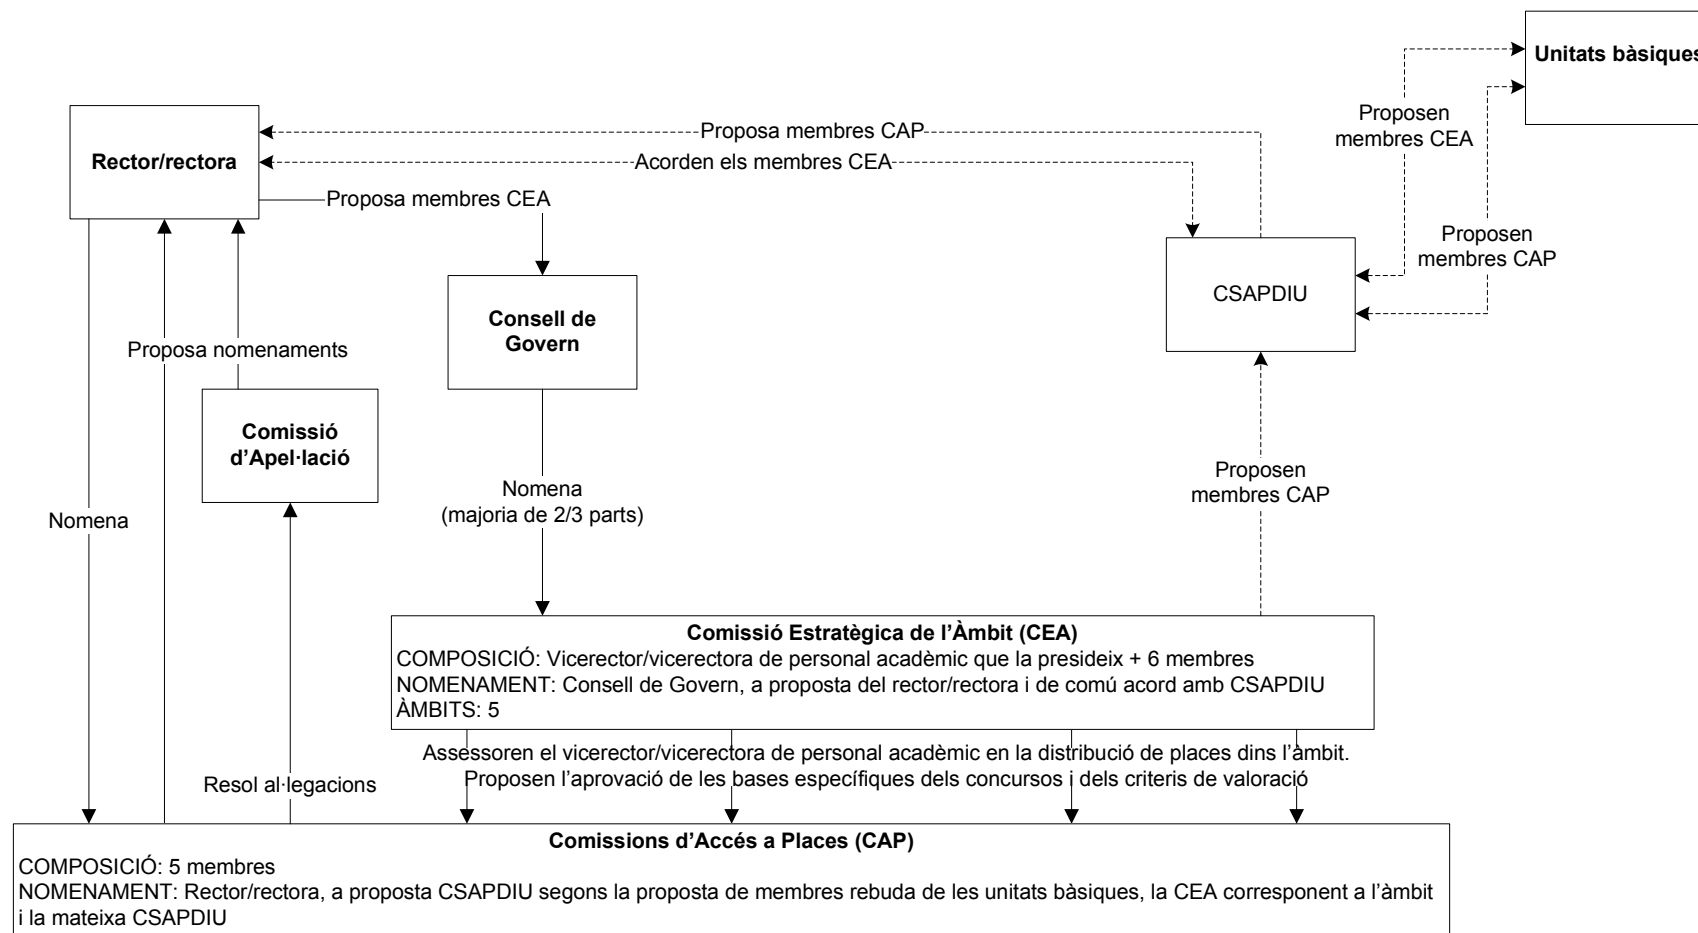 Unitats bàsiques
Proposen
membres CEA
Proposa membres CAP
Rector/rectora
Acorden els membres CEA
Proposa membres CEA
Proposen
membres CAP
CSAPDIU
Consell de
Govern
Proposa nomenaments
Comissió
d’Apel·lació
Proposen
membres CAP
Nomena
(majoria de 2/3 parts)
Nomena
Comissió Estratègica de l’Àmbit (CEA)
COMPOSICIÓ: Vicerector/vicerectora de personal acadèmic que la presideix + 6 membres
NOMENAMENT: Consell de Govern, a proposta del rector/rectora i de comú acord amb CSAPDIU
ÀMBITS: 5
Assessoren el vicerector/vicerectora de personal acadèmic en la distribució de places dins l’àmbit.
Proposen l’aprovació de les bases específiques dels concursos i dels criteris de valoració
Resol al·legacions
Comissions d’Accés a Places (CAP)
COMPOSICIÓ: 5 membres
NOMENAMENT: Rector/rectora, a proposta CSAPDIU segons la proposta de membres rebuda de les unitats bàsiques, la CEA corresponent a l’àmbit
i la mateixa CSAPDIU